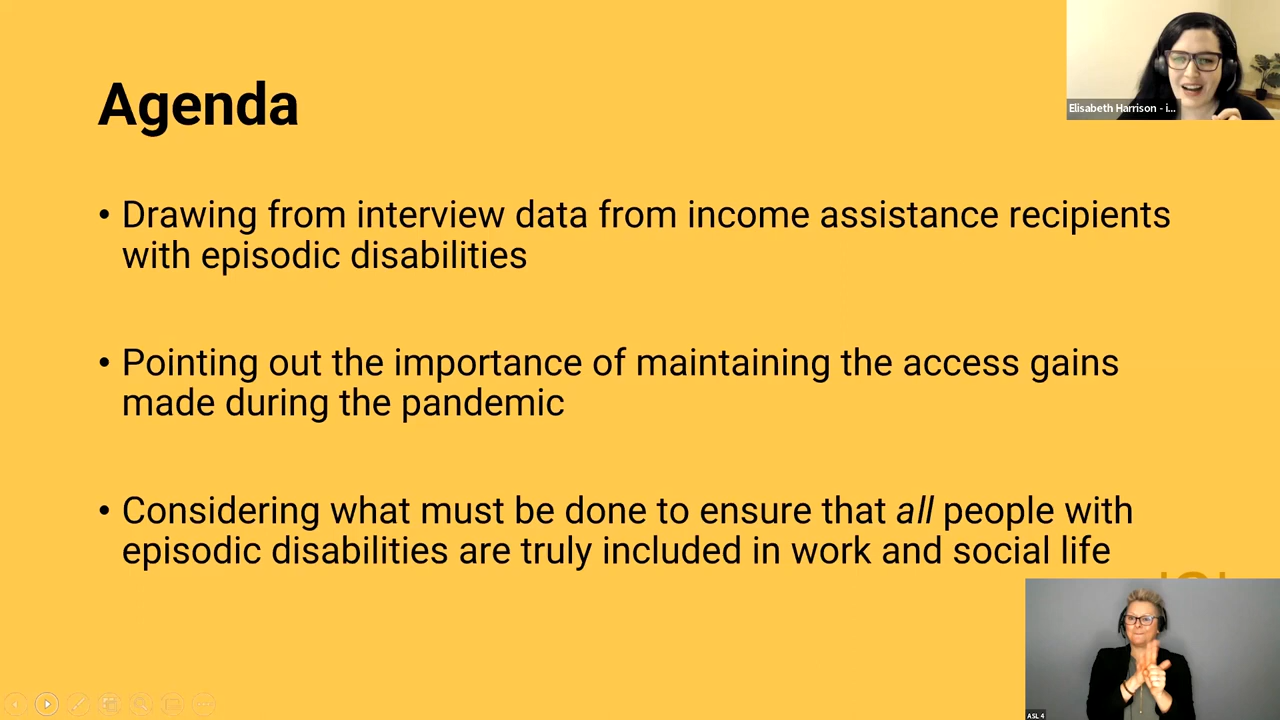 Agenda
Elisabeth Harrison - i...
• Drawing from interview data from income assistance recipients
with episodic disabilities
• Pointing out the importance of maintaining the access gains
made during the pandemic
• Considering what must be done to ensure that all people with
episodic disabilities are truly included in work and social life
ASL 4